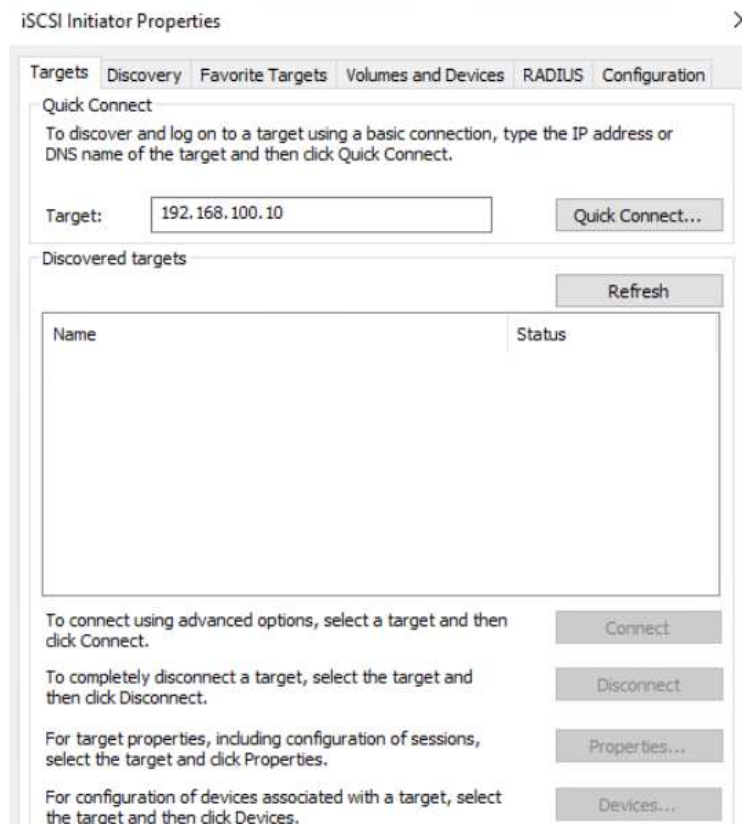 iSCSI Initiator Properties
Targets Discovery Favorite Targets Volumes and Devices RADIUS Configuration
Quick Connect
To discover and log on to a target using a basic connection, type the IP address or
DNS name of the target and then click Quick Connect.
Target: 192.168.100.10 Quick Connect...
Discovered targets
Refresh
Name Status
To connect using advanced options, select a target and then
click Connect.
Connect
To completely disconnect a target, select the target and
then click Disconnect.
Disconnect
For target properties, including configuration of sessions,
select the target and click Properties.
Properties...
For configuration of devices associated with a target, select
the target and then click Devices.
Devices...